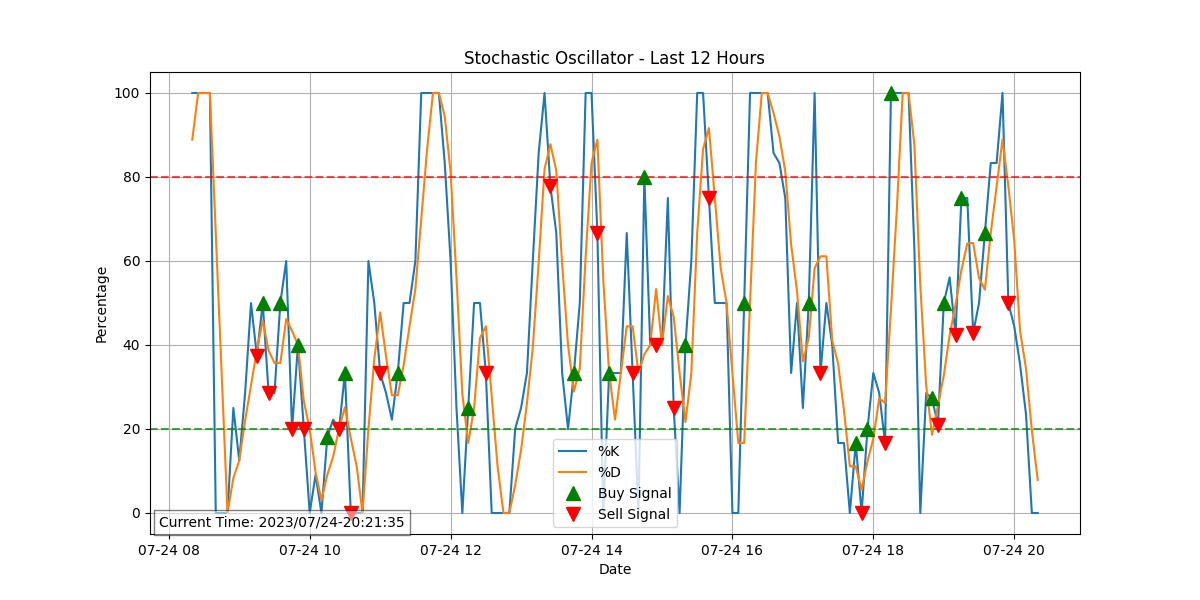 Stochastic Oscillator - Last 12 Hours
Percentage
100
80
60
40
20
0
%K
%D
Buy Signal
Sell Signal
Current Time: 2023/07/24-20:21:35
07-24 08
07-24 10
07-24 12
07-24 14
07-24 16
07-24 18
07-24 20
Date